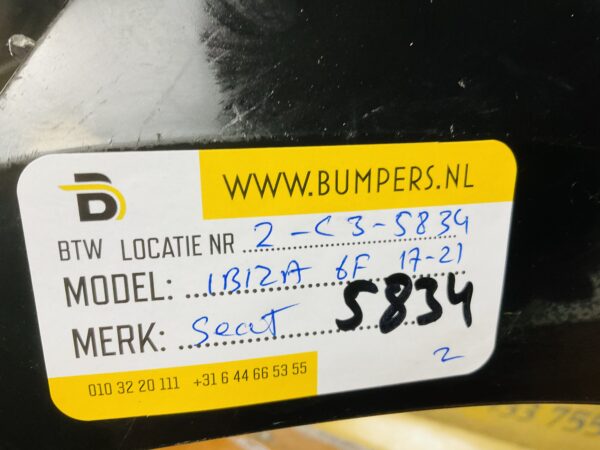 WWW.BUMPERS.NL
BTW LOCATIE NR 2-C3-5834
MODEL: IBIZA 6F 17-21
MERK: Seat 5834
2
010 32 20 111 +31 6 44 66 53 55
755